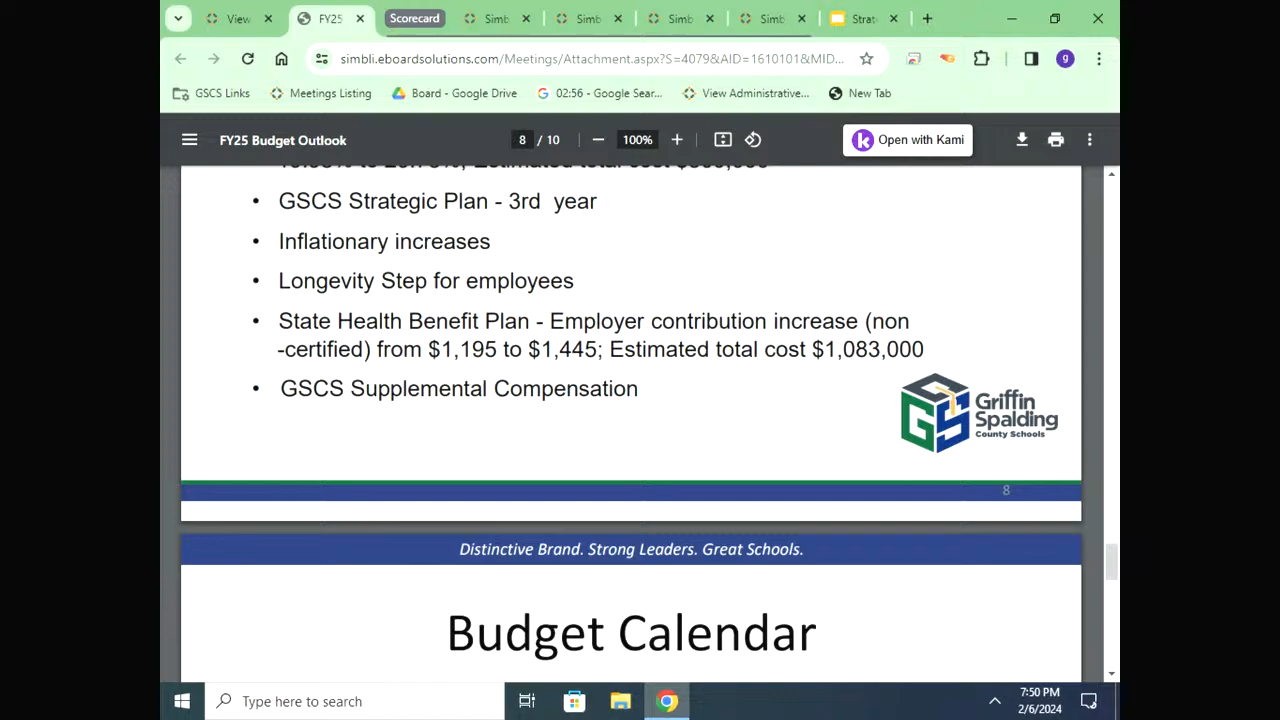 View
FY25
Scorecard
Simb
Simb
Simb
Simb
Strat
simbli.eboardsolutions.com/Meetings/Attachment.aspx?S=4079&AID=1610101&MID...
g
GSCS Links
Meetings Listing
Board - Google Drive
02:56 - Google Sear...
View Administrative...
New Tab
FY25 Budget Outlook
8 / 10
100%
Open with Kami
• GSCS Strategic Plan - 3rd year
• Inflationary increases
• Longevity Step for employees
• State Health Benefit Plan - Employer contribution increase (non
-certified) from $1,195 to $1,445; Estimated total cost $1,083,000
• GSCS Supplemental Compensation
Griffin
Spalding
County Schools
8
Distinctive Brand. Strong Leaders. Great Schools.
Budget Calendar
Type here to search
7:50 PM
2/6/2024